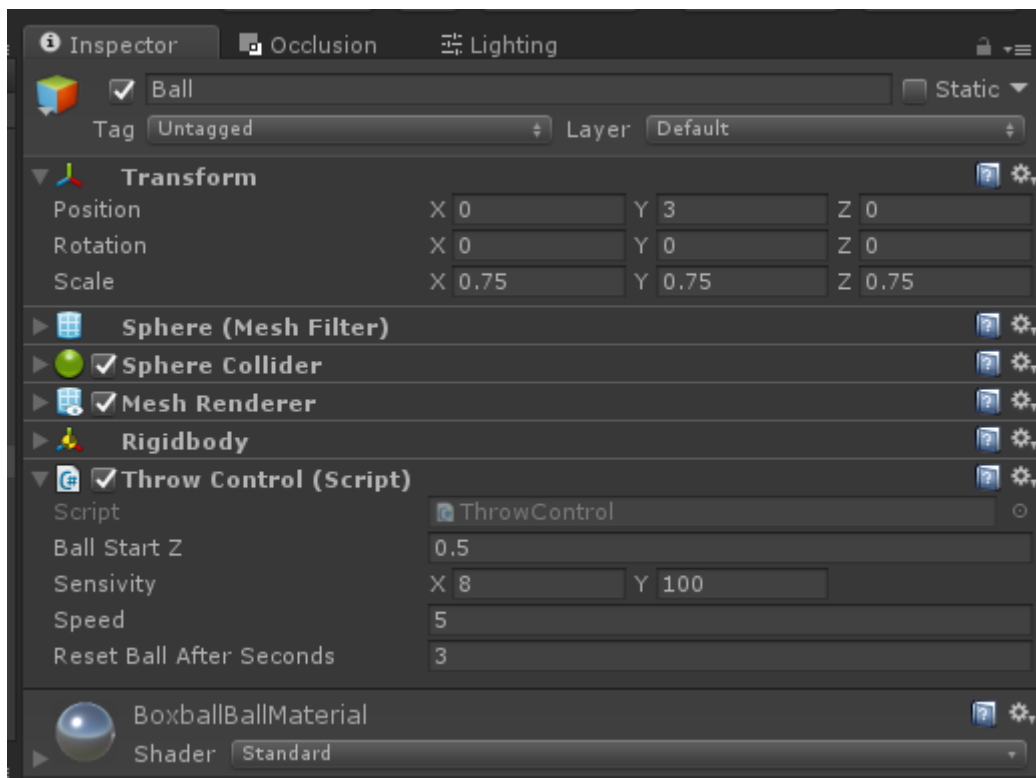 Inspector Occlusion Lighting
Ball Static
Tag Untagged Layer Default
Transform
Position X 0 Y 3 Z 0
Rotation X 0 Y 0 Z 0
Scale X 0.75 Y 0.75 Z 0.75
Sphere (Mesh Filter)
Sphere Collider
Mesh Renderer
Rigidbody
Throw Control (Script)
Script ThrowControl
Ball Start Z 0.5
Sensivity X 8 Y 100
Speed 5
Reset Ball After Seconds 3
BoxballBallMaterial
Shader Standard